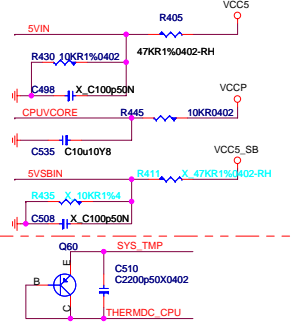 VCC5
R405
5VIN
47KR1%0402-RH
R430 10KR1%0402
C498 X_C100p50N
VCCP
CPUVCORE R445 10KR0402
C535 C10u10Y8
VCC5_SB
5VSBIN R411 X_47KR1%0402-RH
R435 X_10KR1%4
C508 X_C100p50N
Q60 SYS_TMP
E
C510
B C2200p50X0402
C
THERMDC_CPU